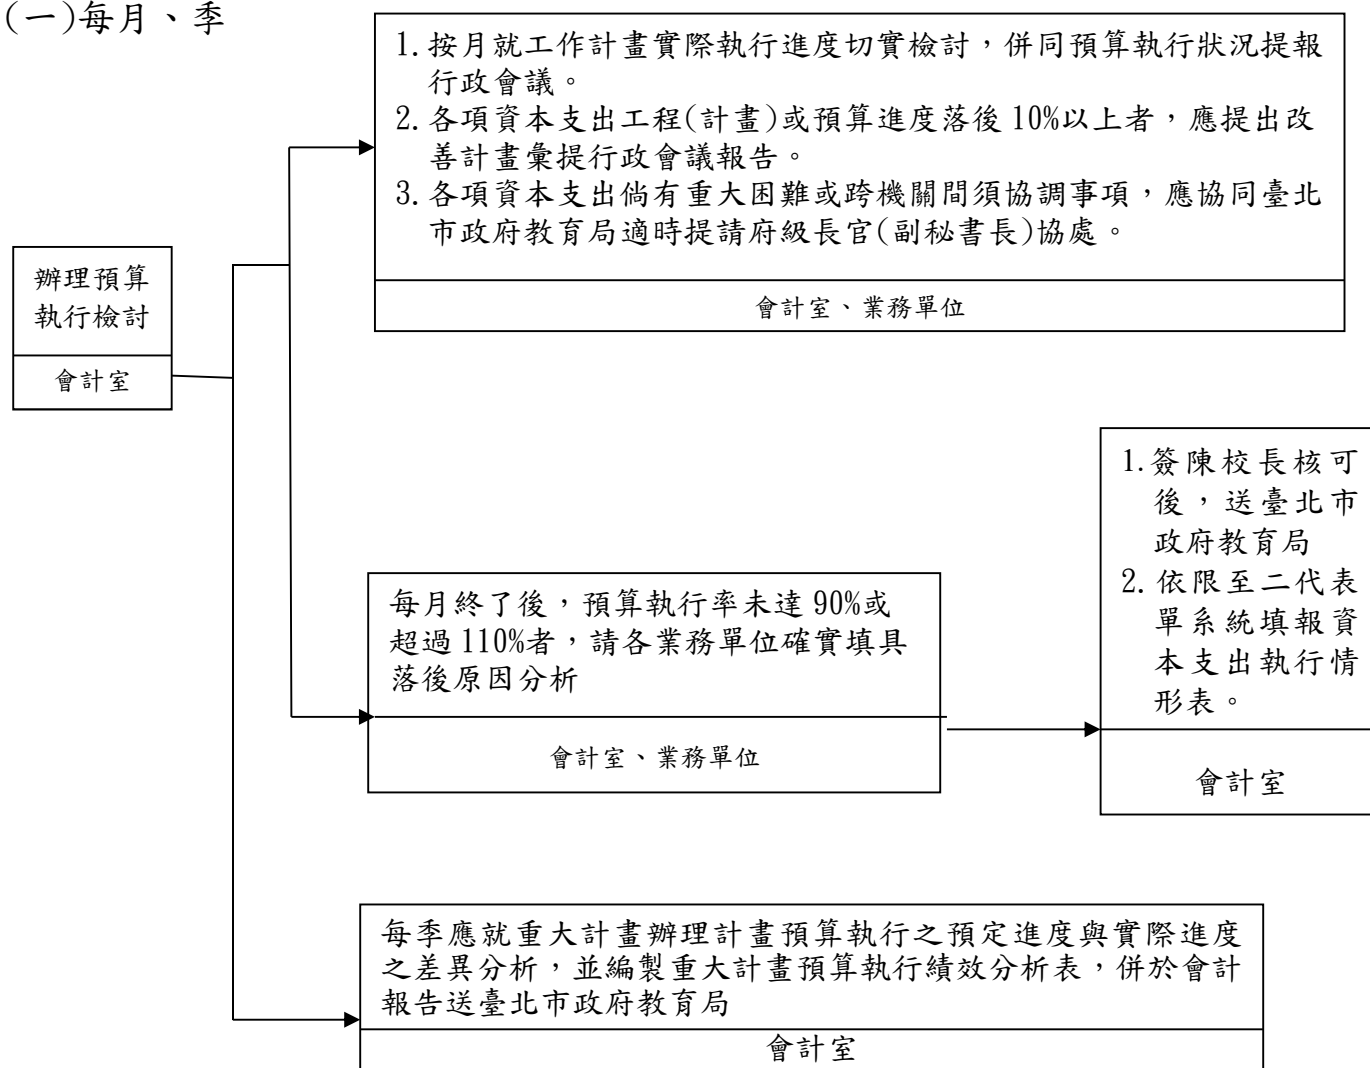 (一)每月、季
1.按月就工作計畫實際執行進度切實檢討，併同預算執行狀況提報
行政會議。
2.各項資本支出工程(計畫)或預算進度落後10%以上者，應提出改
善計畫彙提行政會議報告。
3.各項資本支出倘有重大困難或跨機關間須協調事項，應協同臺北
市政府教育局適時提請府級長官(副秘書長)協處。
會計室、業務單位
辦理預算
執行檢討
會計室
每月終了後，預算執行率未達90%或
超過110%者，請各業務單位確實填具
落後原因分析
會計室、業務單位
1.簽陳校長核可
後，送臺北市
政府教育局
2.依限至二代表
單系統填報資
本支出執行情
形表。
會計室
每季應就重大計畫辦理計畫預算執行之預定進度與實際進度
之差異分析，並編製重大計畫預算執行績效分析表，併於會計
報告送臺北市政府教育局
會計室